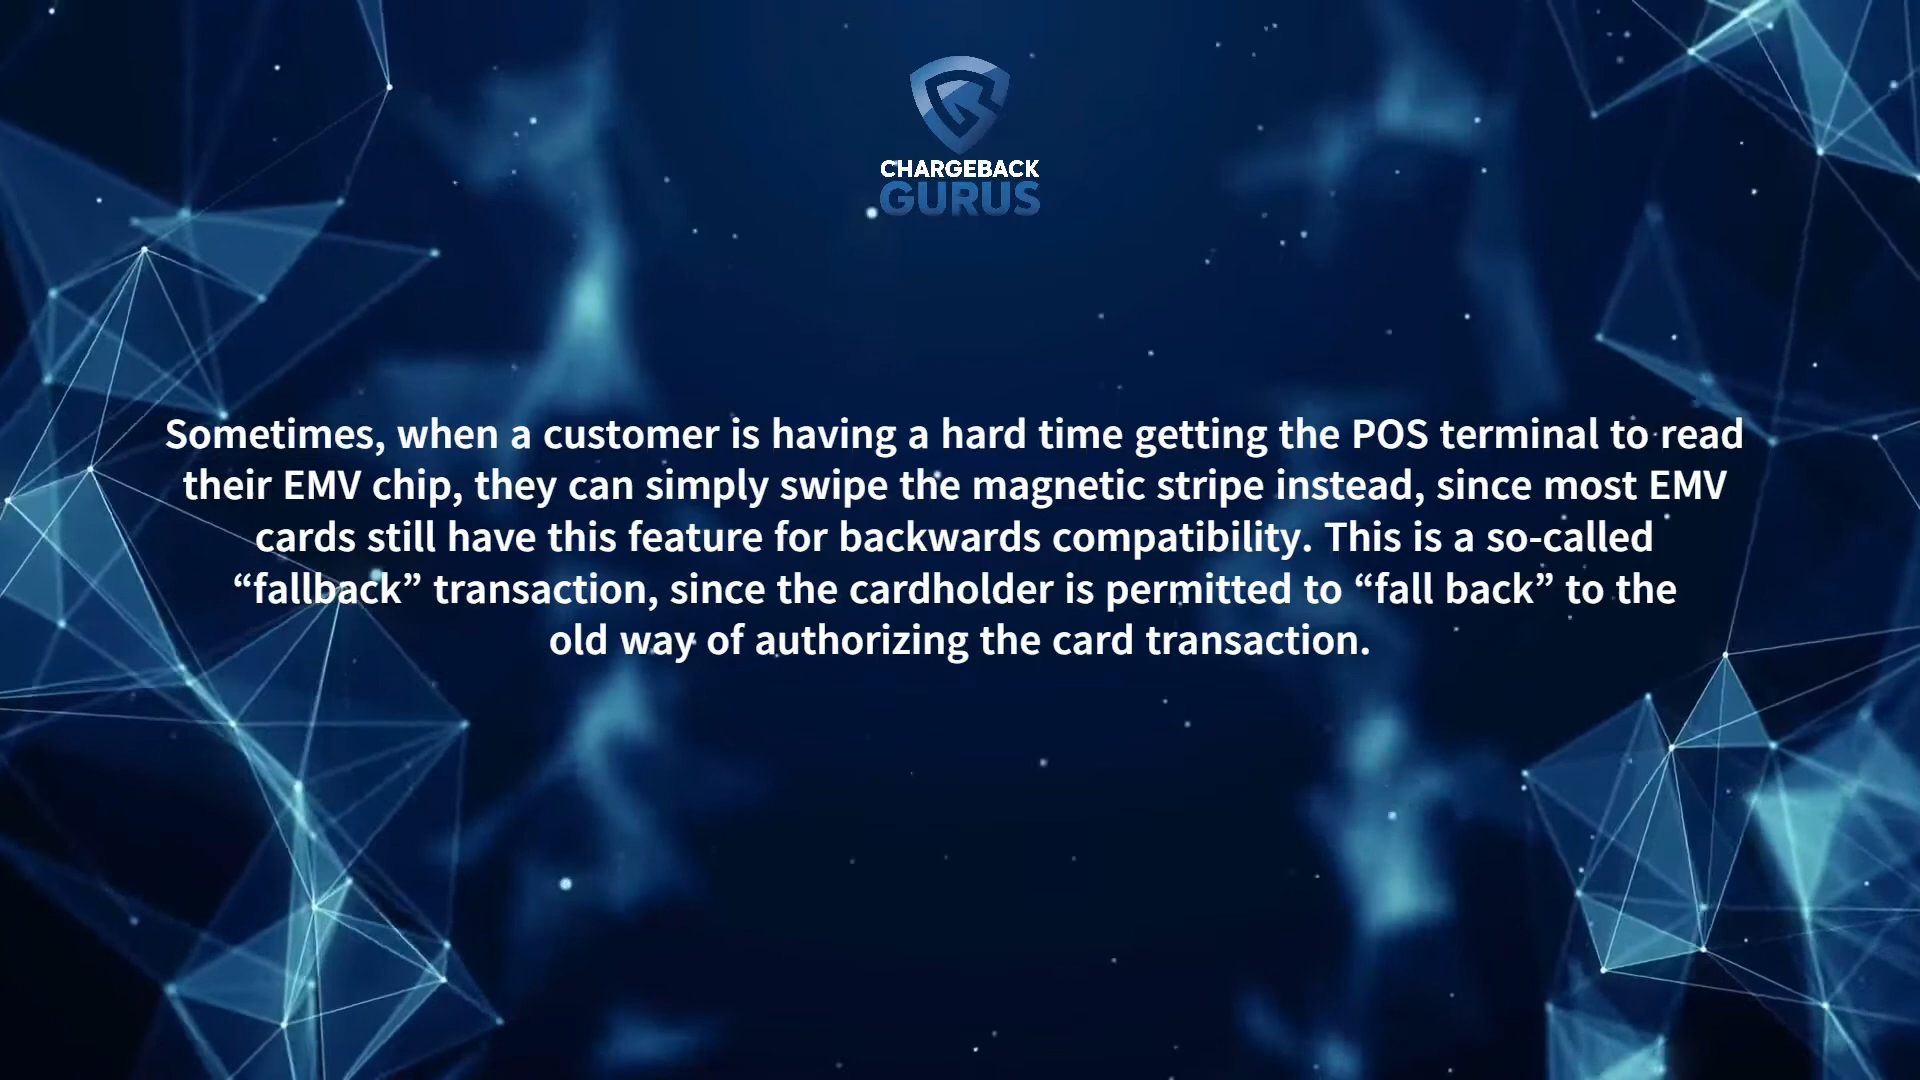 CHARGEBACK
GURUS
Sometimes, when a customer is having a hard time getting the POS terminal to read
their EMV chip, they can simply swipe the magnetic stripe instead, since most EMV
cards still have this feature for backwards compatibility. This is a so-called
“fallback” transaction, since the cardholder is permitted to “fall back” to the
old way of authorizing the card transaction.